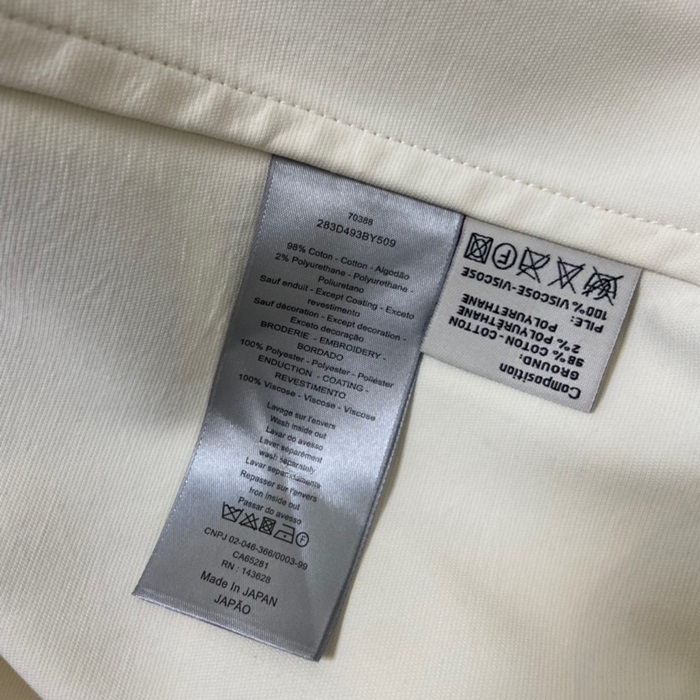 70388
283D493BY509
98% Coton - Cotton - Algodão
2% Polyurethane - Polyurethane -
Poliuretano
Sauf enduit - Except Coating - Exceto
revestimento
Sauf décoration - Except decoration -
Exceto decoração
BRODERIE - EMBROIDERY -
BORDADO
100% Polyester - Polyester - Poliéster
ENDUCTION - COATING -
REVESTIMENTO
100% Viscose - Viscose - Viscose
Lavage sur l'envers
Wash inside out
Lavar do avesso
Laver séparément
wash separately
Lavar separadamente
Repasser sur l'envers
Iron inside out
Passar do avesso
F
CNPJ 02-046-366/0003-99
CA65281
RN : 143628
Made In JAPAN
JAPÃO
Composition
GROUND:
98% COTON-COTTON
2% POLYURÉTHANE
POLYURETHANE
PILE:
100% VISCOSE-VISCOSE
F